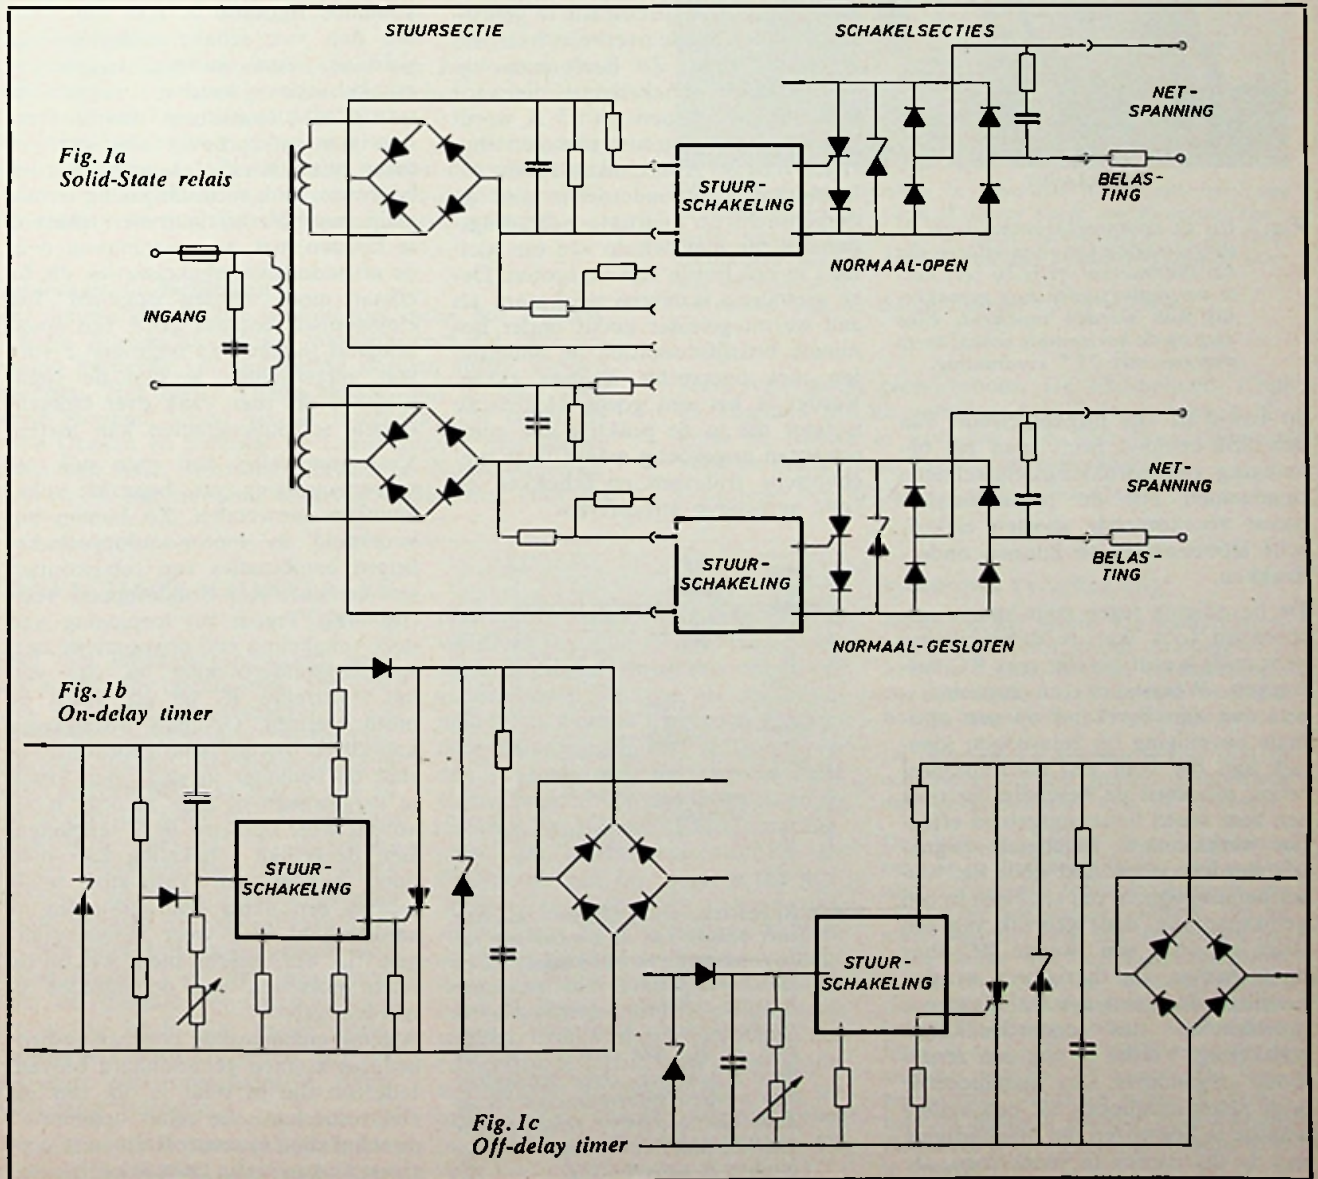 STUURSECTIE
SCHAKELSECTIES
Fig. 1a
Solid-State relais
INGANG
STUUR-
SCHAKELING
NET-
SPANNING
BELAS-
TING
NORMAAL-OPEN
STUUR-
SCHAKELING
NET-
SPANNING
BELAS-
TING
NORMAAL-GESLOTEN
Fig. 1b
On-delay timer
STUUR-
SCHAKELING
STUUR-
SCHAKELING
Fig. 1c
Off-delay timer